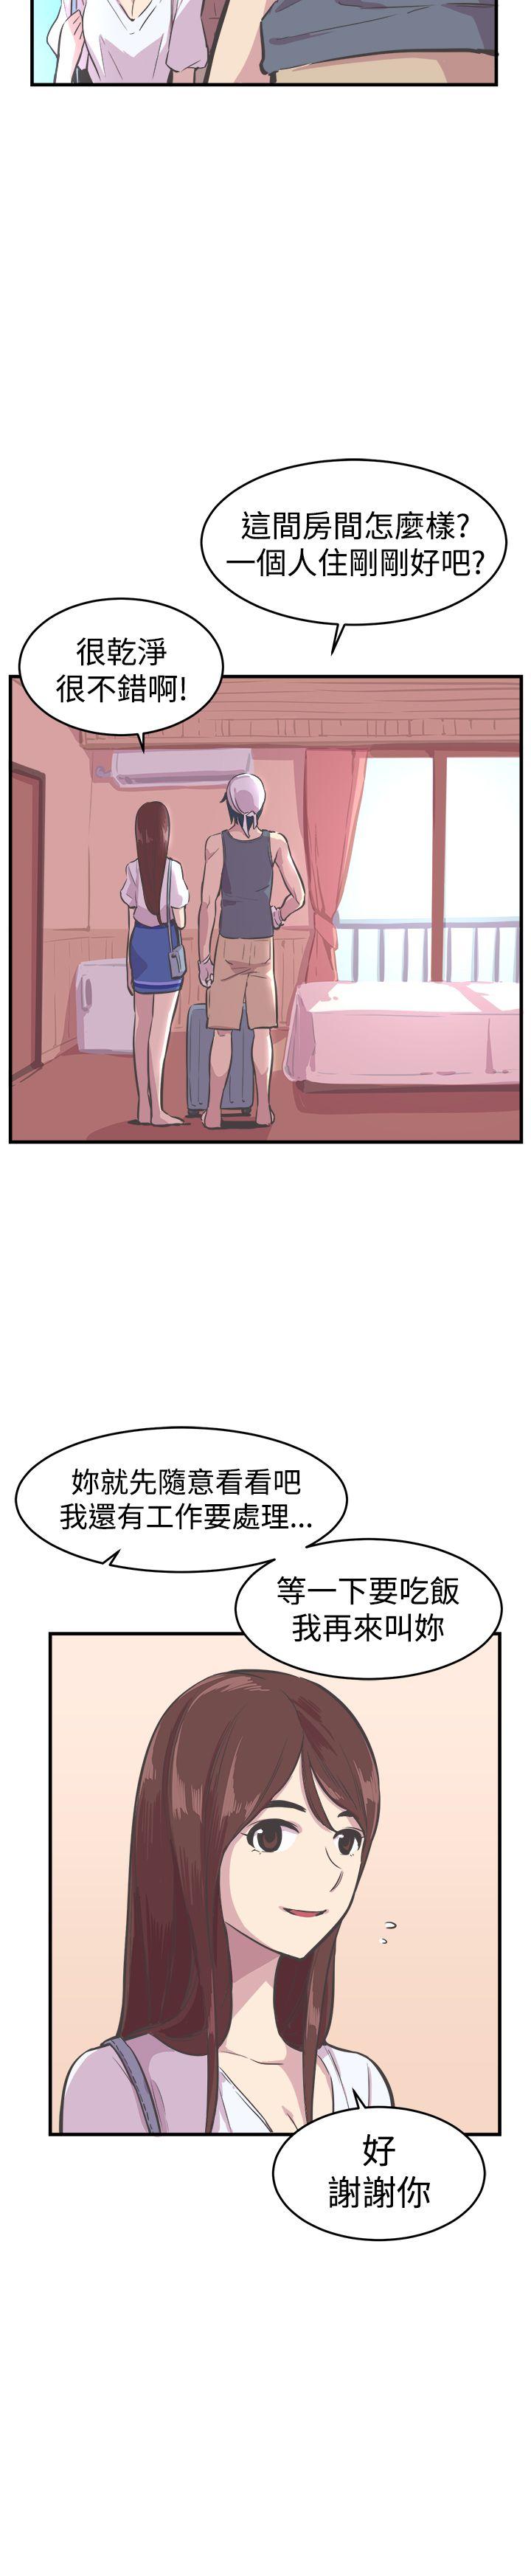 這間房間怎麼樣?
一個人住剛剛好吧?
很乾淨
很不錯啊!
妳就先隨意看看吧
我還有工作要處理...
等一下要吃飯
我再來叫妳
好
謝謝你